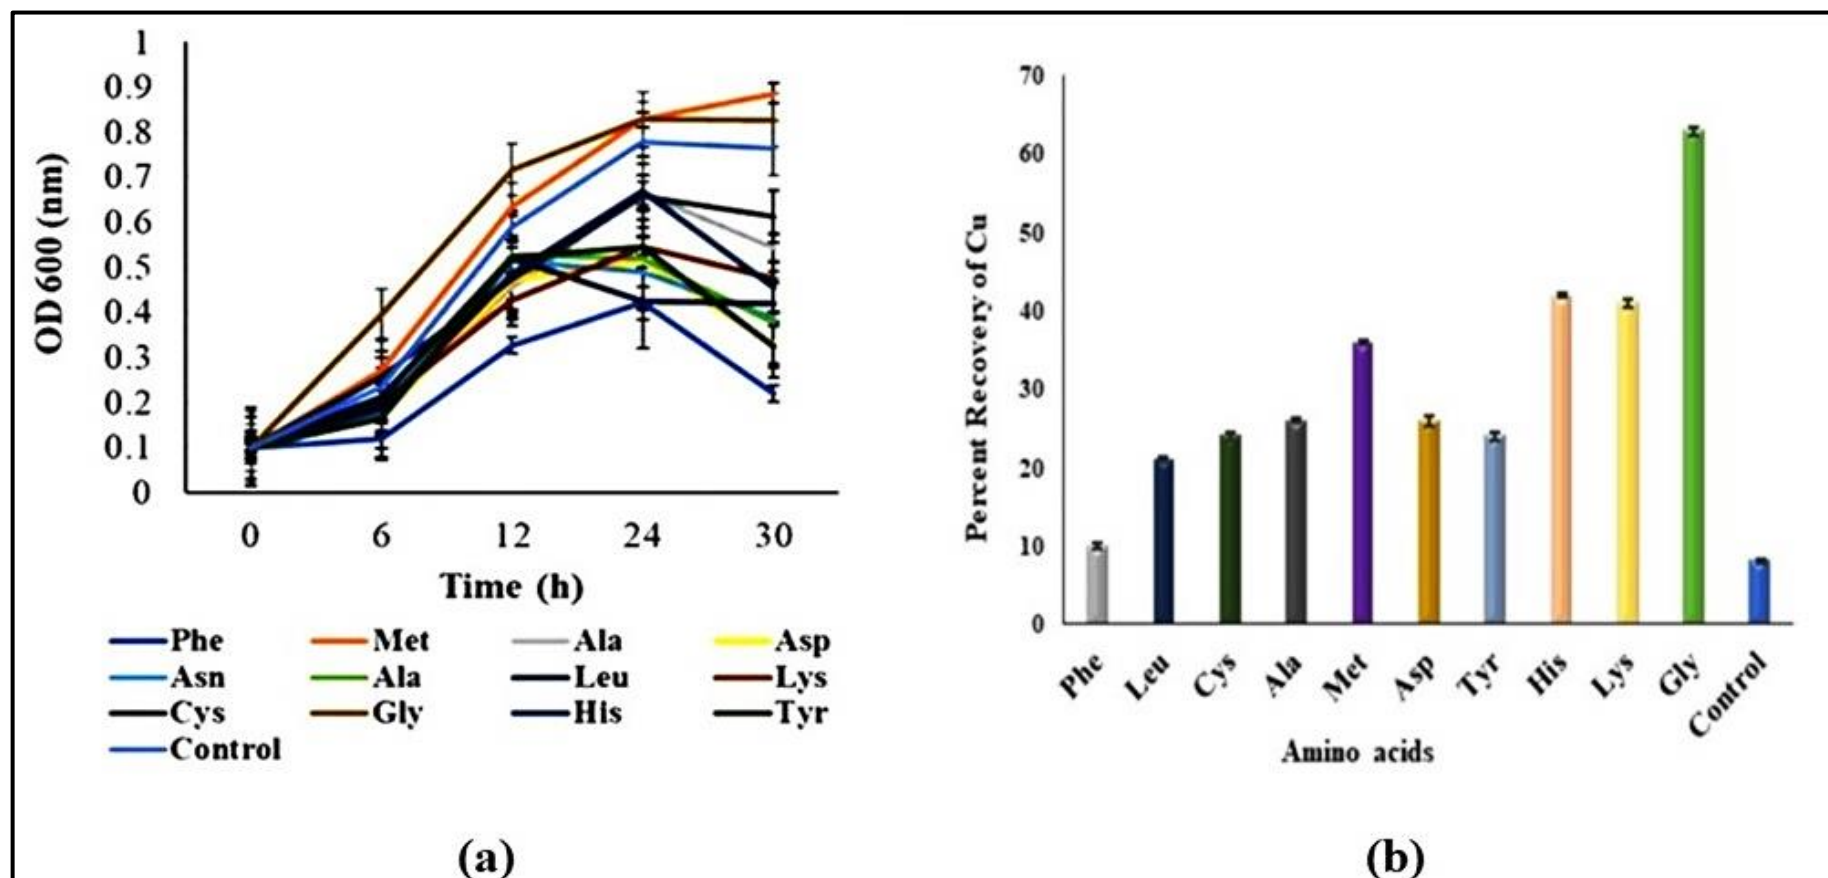 1
0.9
0.8
0.7
0.6
0.5
0.4
0.3
0.2
0.1
0
OD 600 (nm)
0 6 12 24 30
Time (h)
Phe Met Ala Asp
Asn Ala Leu Lys
Cys Gly His Tyr
Control
(a)
70
60
50
40
30
20
10
0
Percent Recovery of Cu
Phe Leu Cys Ala Met Asp Tyr His Lys Gly Control
Amino acids
(b)